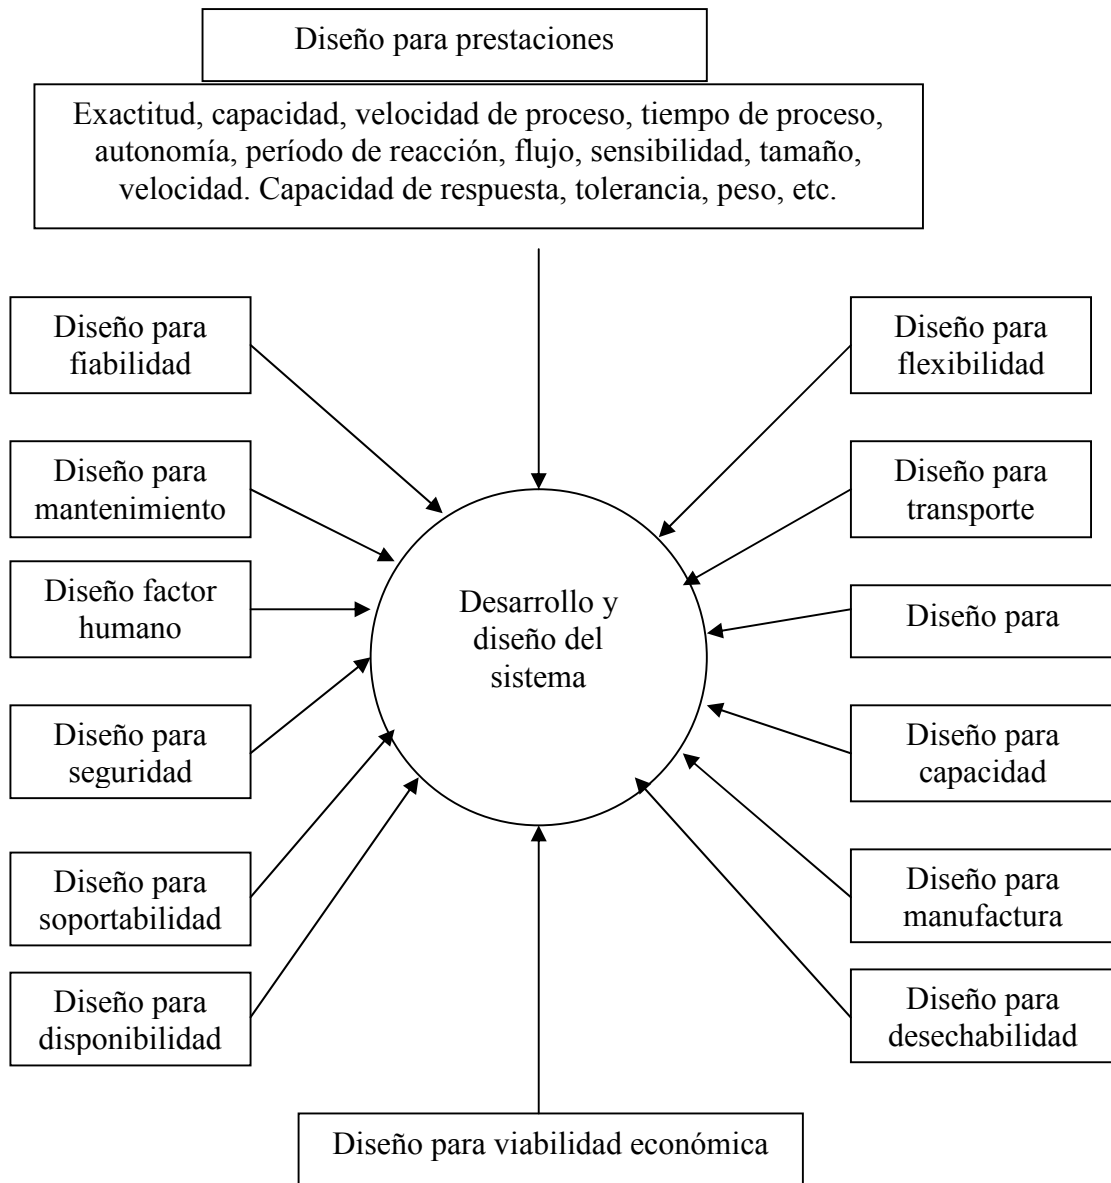 Diseño para prestaciones
Exactitud, capacidad, velocidad de proceso, tiempo de proceso,
autonomía, período de reacción, flujo, sensibilidad, tamaño,
velocidad. Capacidad de respuesta, tolerancia, peso, etc.
Diseño para
fiabilidad
Diseño para
mantenimiento
Diseño factor
humano
Diseño para
seguridad
Diseño para
soportabilidad
Diseño para
disponibilidad
Desarrollo y
diseño del
sistema
Diseño para
flexibilidad
Diseño para
transporte
Diseño para
Diseño para
capacidad
Diseño para
manufactura
Diseño para
desechabilidad
Diseño para viabilidad económica